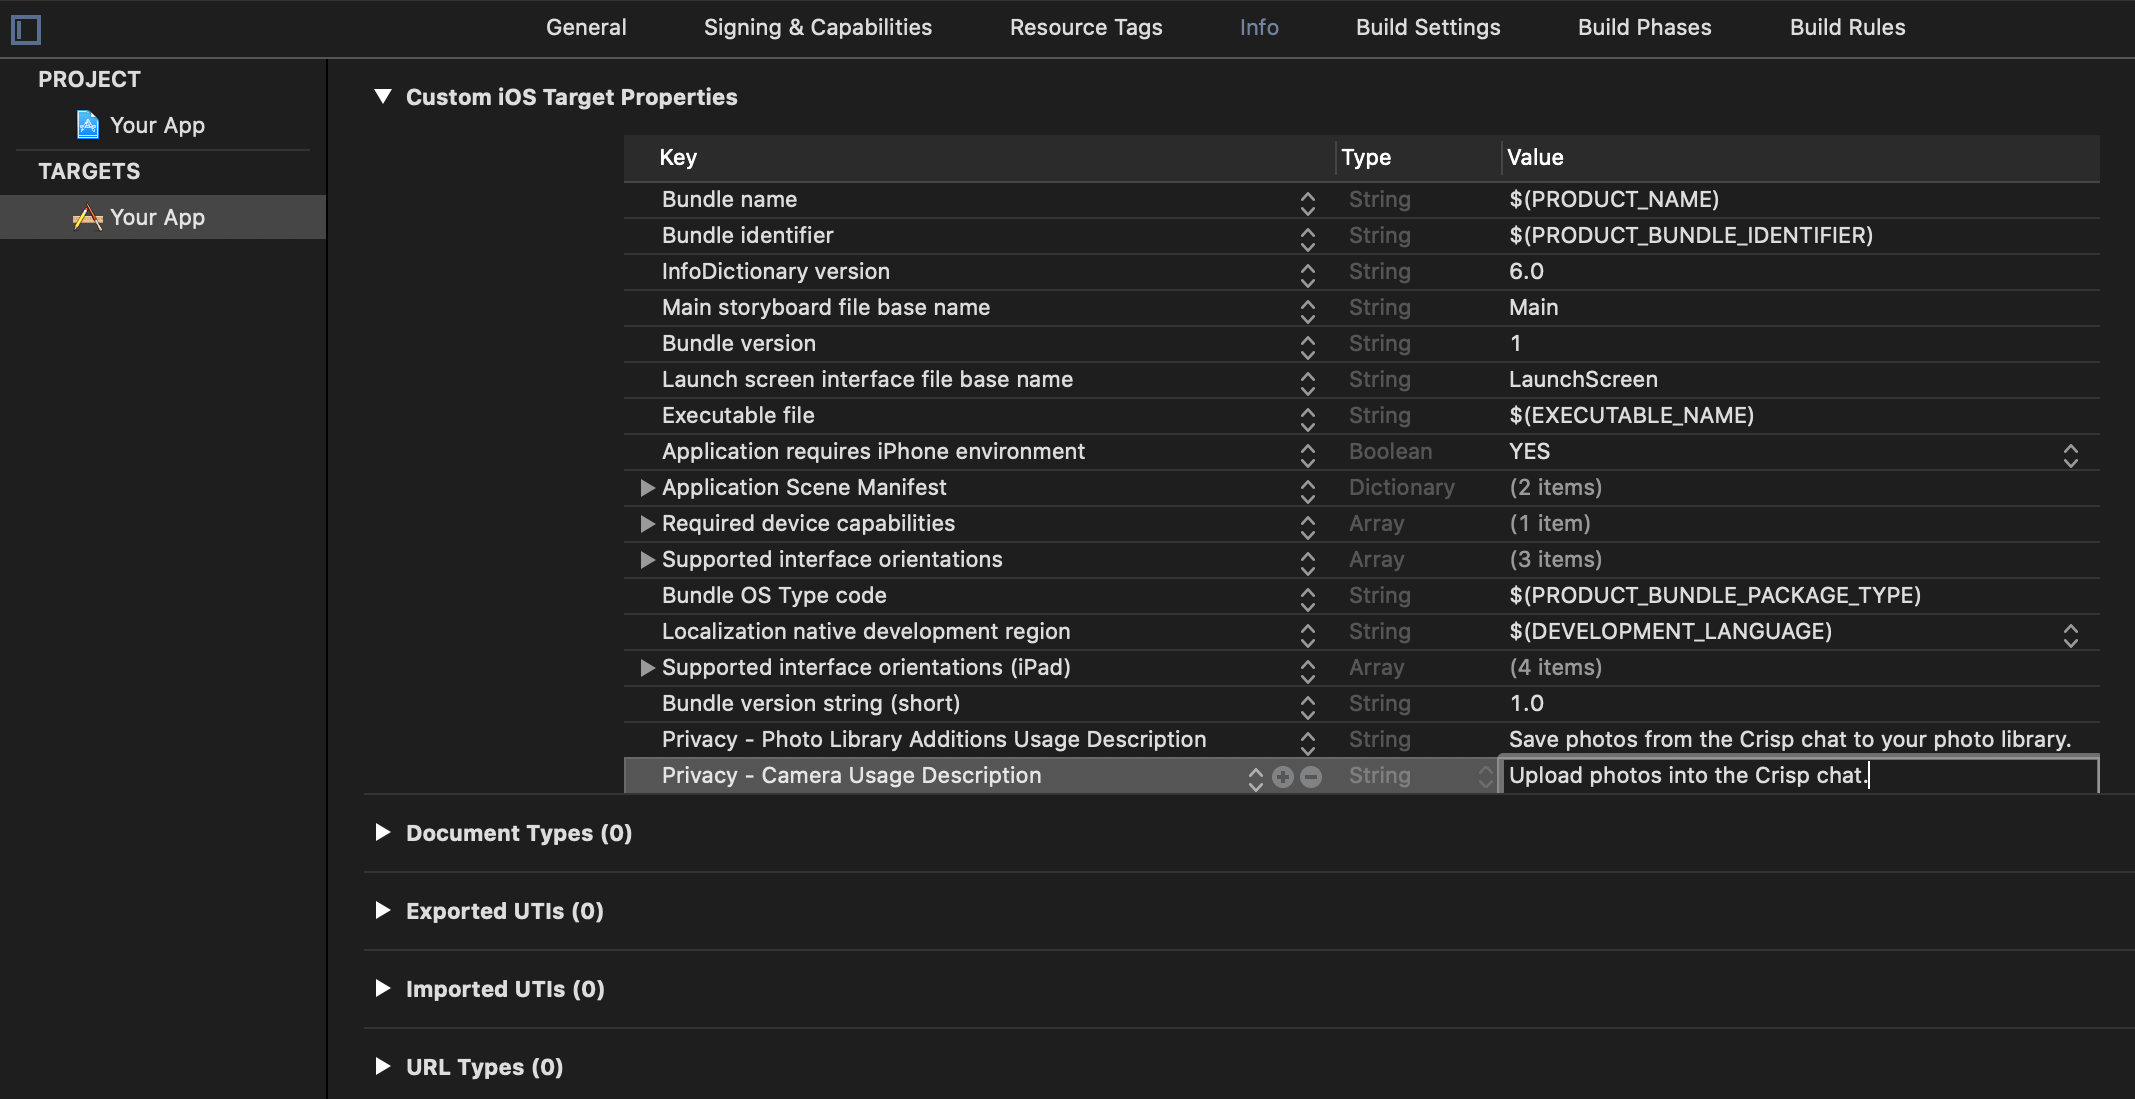 General Signing & Capabilities Resource Tags Info Build Settings Build Phases Build Rules
PROJECT
Your App
TARGETS
Your App
Custom iOS Target Properties
Key Type Value
Bundle name String $(PRODUCT_NAME)
Bundle identifier String $(PRODUCT_BUNDLE_IDENTIFIER)
InfoDictionary version String 6.0
Main storyboard file base name String Main
Bundle version String 1
Launch screen interface file base name String LaunchScreen
Executable file String $(EXECUTABLE_NAME)
Application requires iPhone environment Boolean YES
Application Scene Manifest Dictionary (2 items)
Required device capabilities Array (1 item)
Supported interface orientations Array (3 items)
Bundle OS Type code String $(PRODUCT_BUNDLE_PACKAGE_TYPE)
Localization native development region String $(DEVELOPMENT_LANGUAGE)
Supported interface orientations (iPad) Array (4 items)
Bundle version string (short) String 1.0
Privacy - Photo Library Additions Usage Description String Save photos from the Crisp chat to your photo library.
Privacy - Camera Usage Description String Upload photos into the Crisp chat.
Document Types (0)
Exported UTIs (0)
Imported UTIs (0)
URL Types (0)